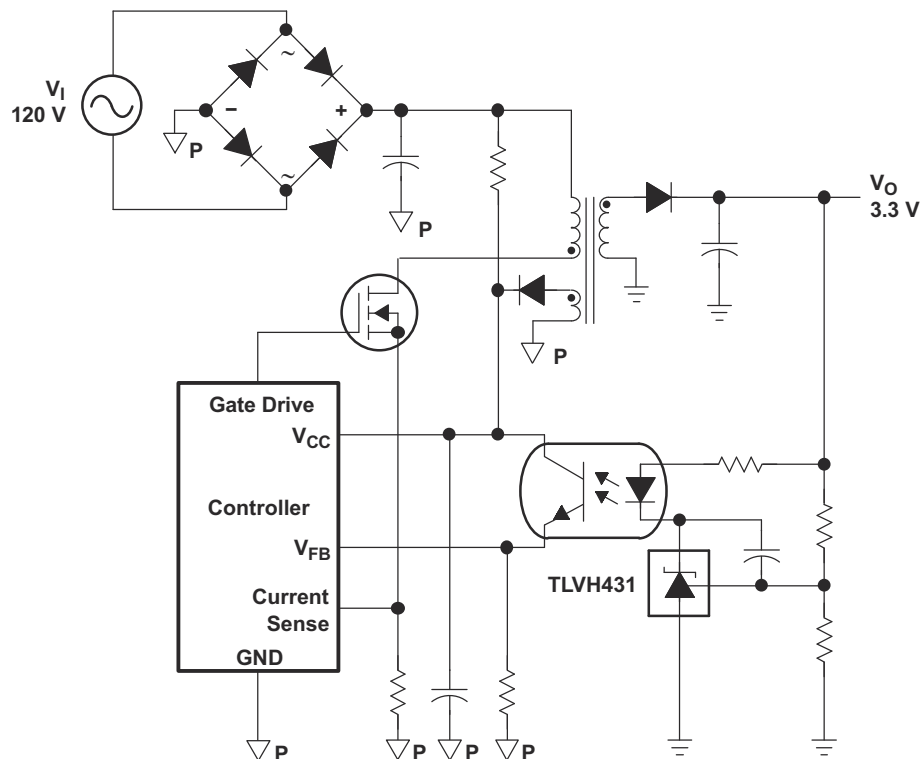 ~
V_I
120 V
–
+
P
~
P
V_O
3.3 V
P
Gate Drive
V_CC
Controller
V_FB
TLVH431
Current
Sense
GND
P
P
P
P